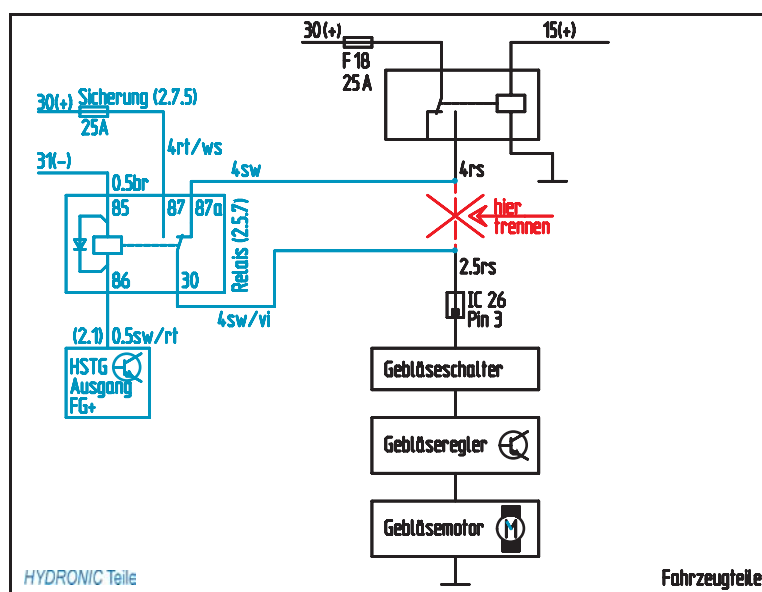 30(+)
15(+)
F 18
25 A
Sicherung (2.7.5)
30(+)
25A
4rt/ws
31(-)
4sw
4rs
0.5br
85
87
87a
hier
trennen
Relais (2.5.7)
86
30
2.5rs
IC 26
Pin 3
4sw/vi
(2.1)
0.5sw/rt
HSTG
Ausgang
FG+
Gebläseschalter
Gebläseregler
Gebläsemotor
M
HYDRONIC Teile
Fahrzeugteile